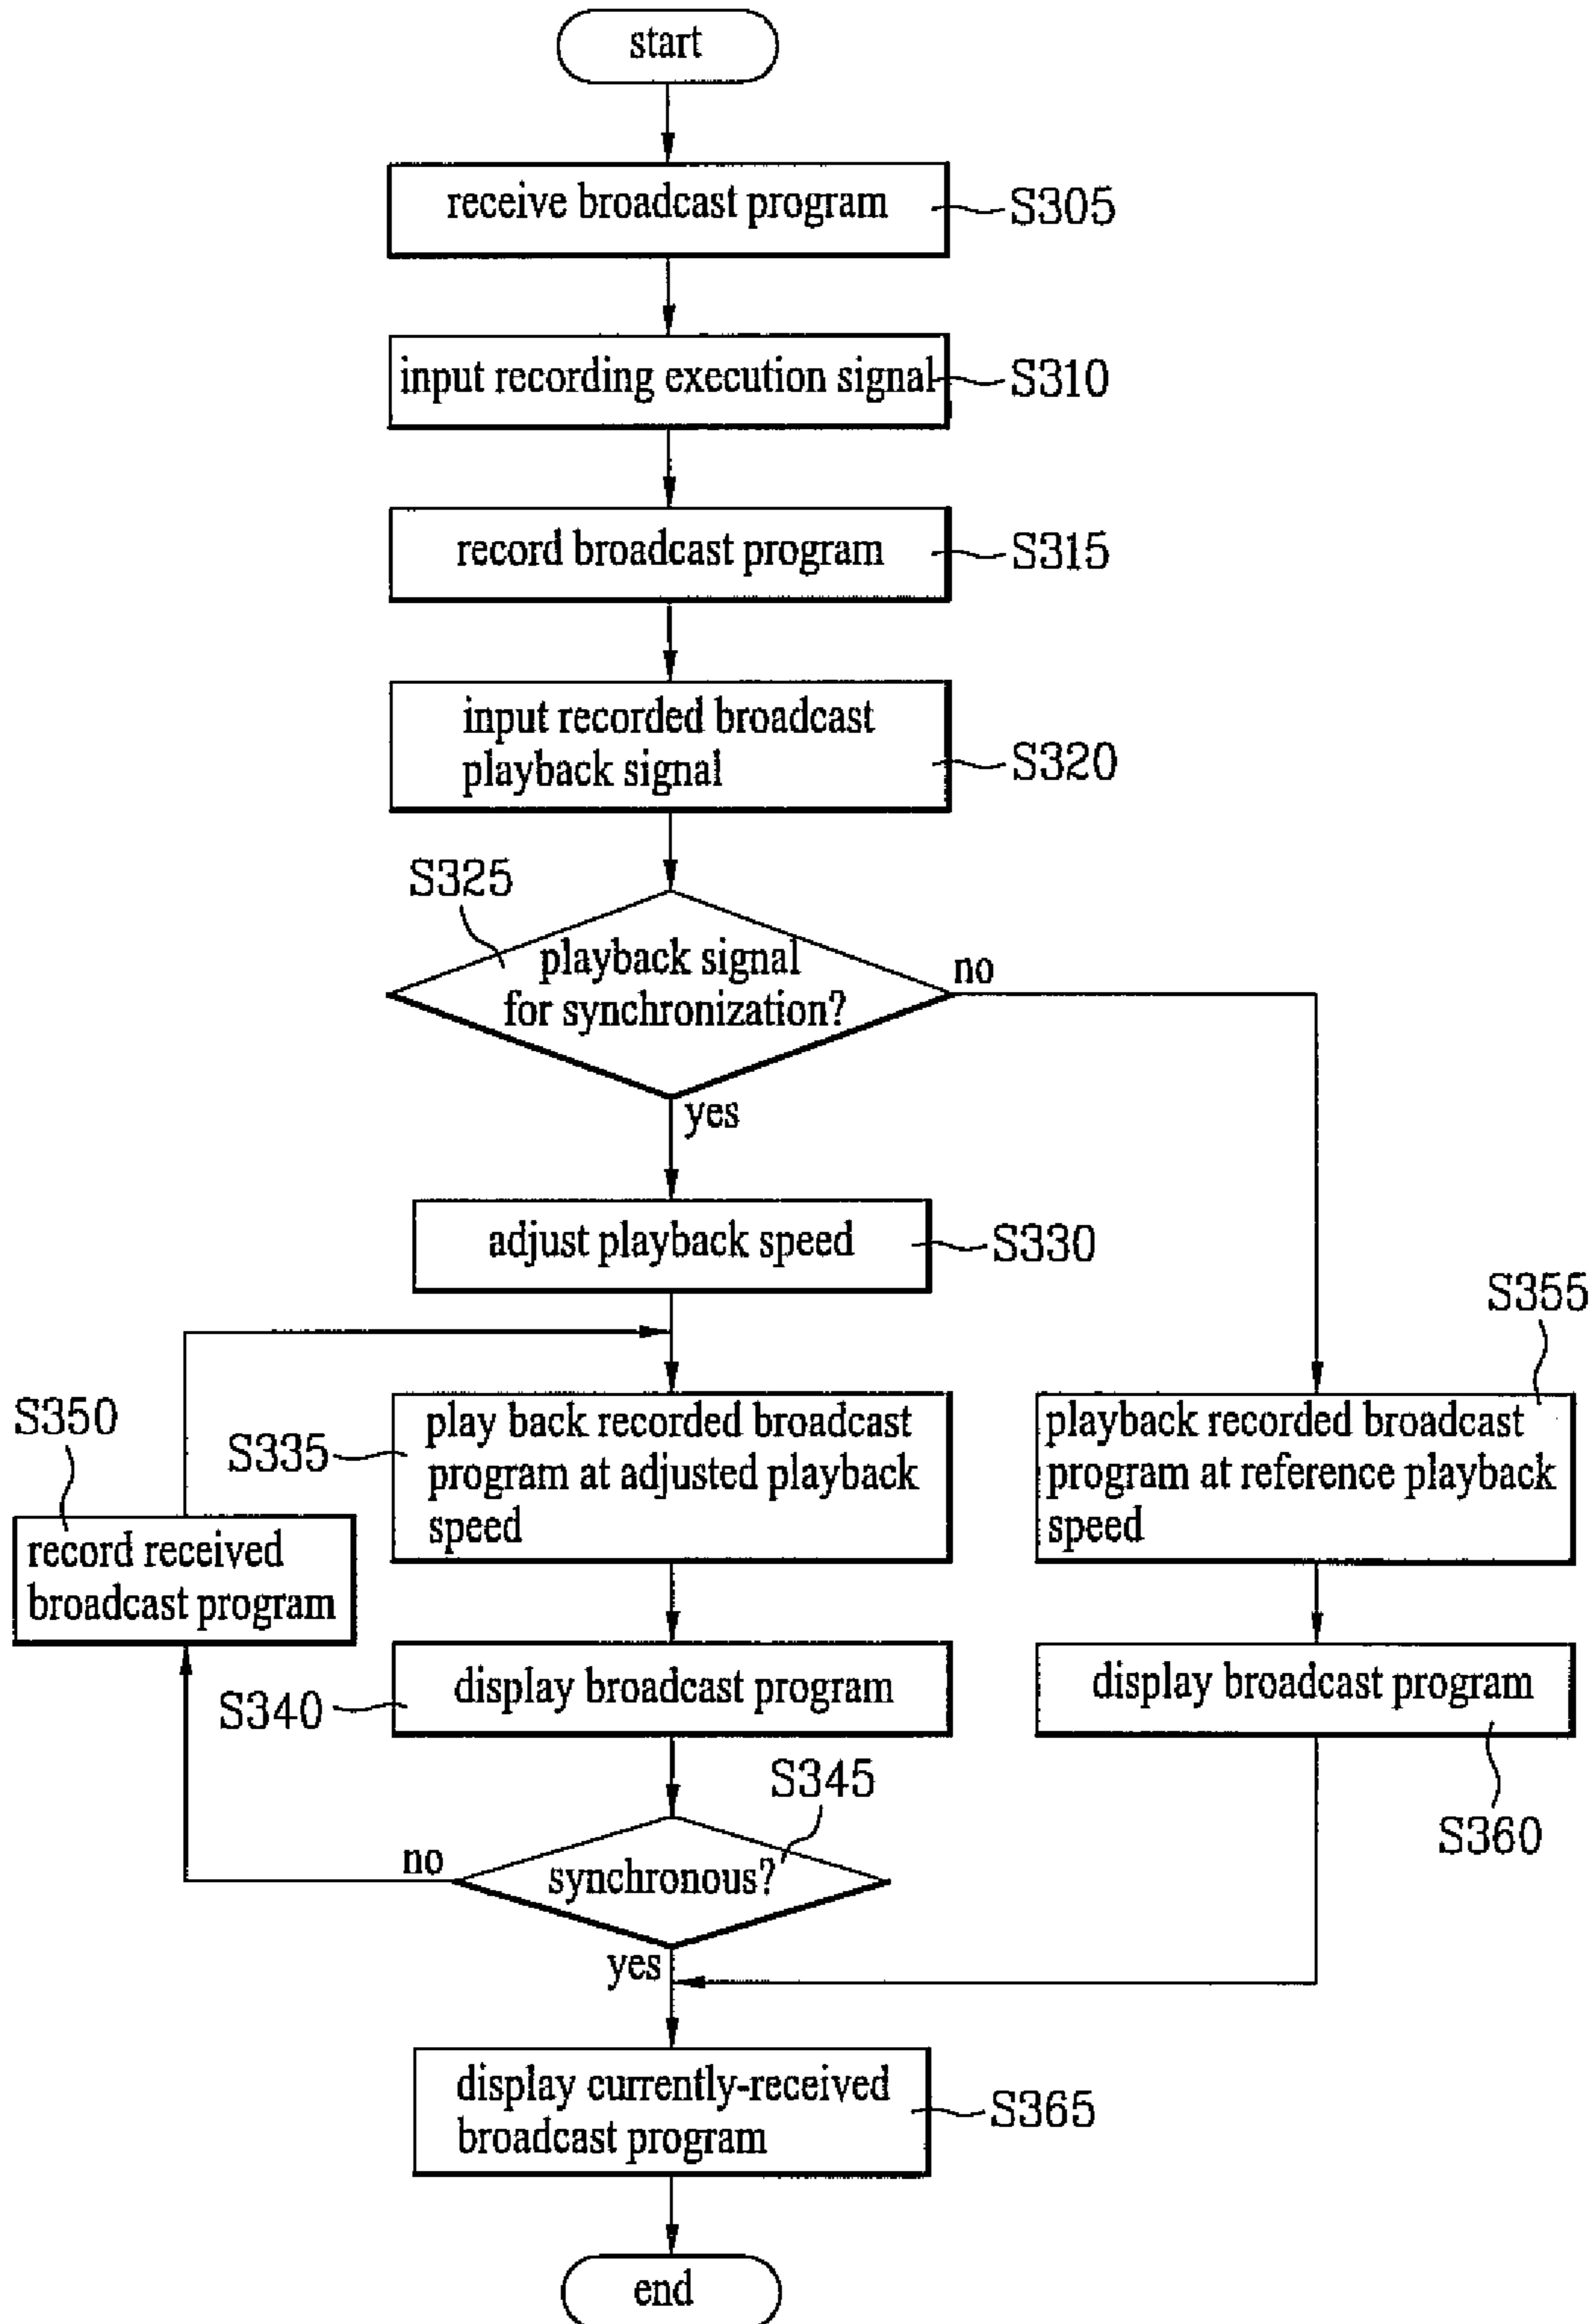 start
receive broadcast program
S305
input recording execution signal
S310
record broadcast program
S315
input recorded broadcast
playback signal
S320
S325
playback signal
for synchronization?
no
yes
adjust playback speed
S330
S355
S350
S335
play back recorded broadcast
program at adjusted playback
speed
playback recorded broadcast
program at reference playback
speed
record received
broadcast program
S340
display broadcast program
display broadcast program
S345
S360
no
synchronous?
yes
display currently-received
broadcast program
S365
end